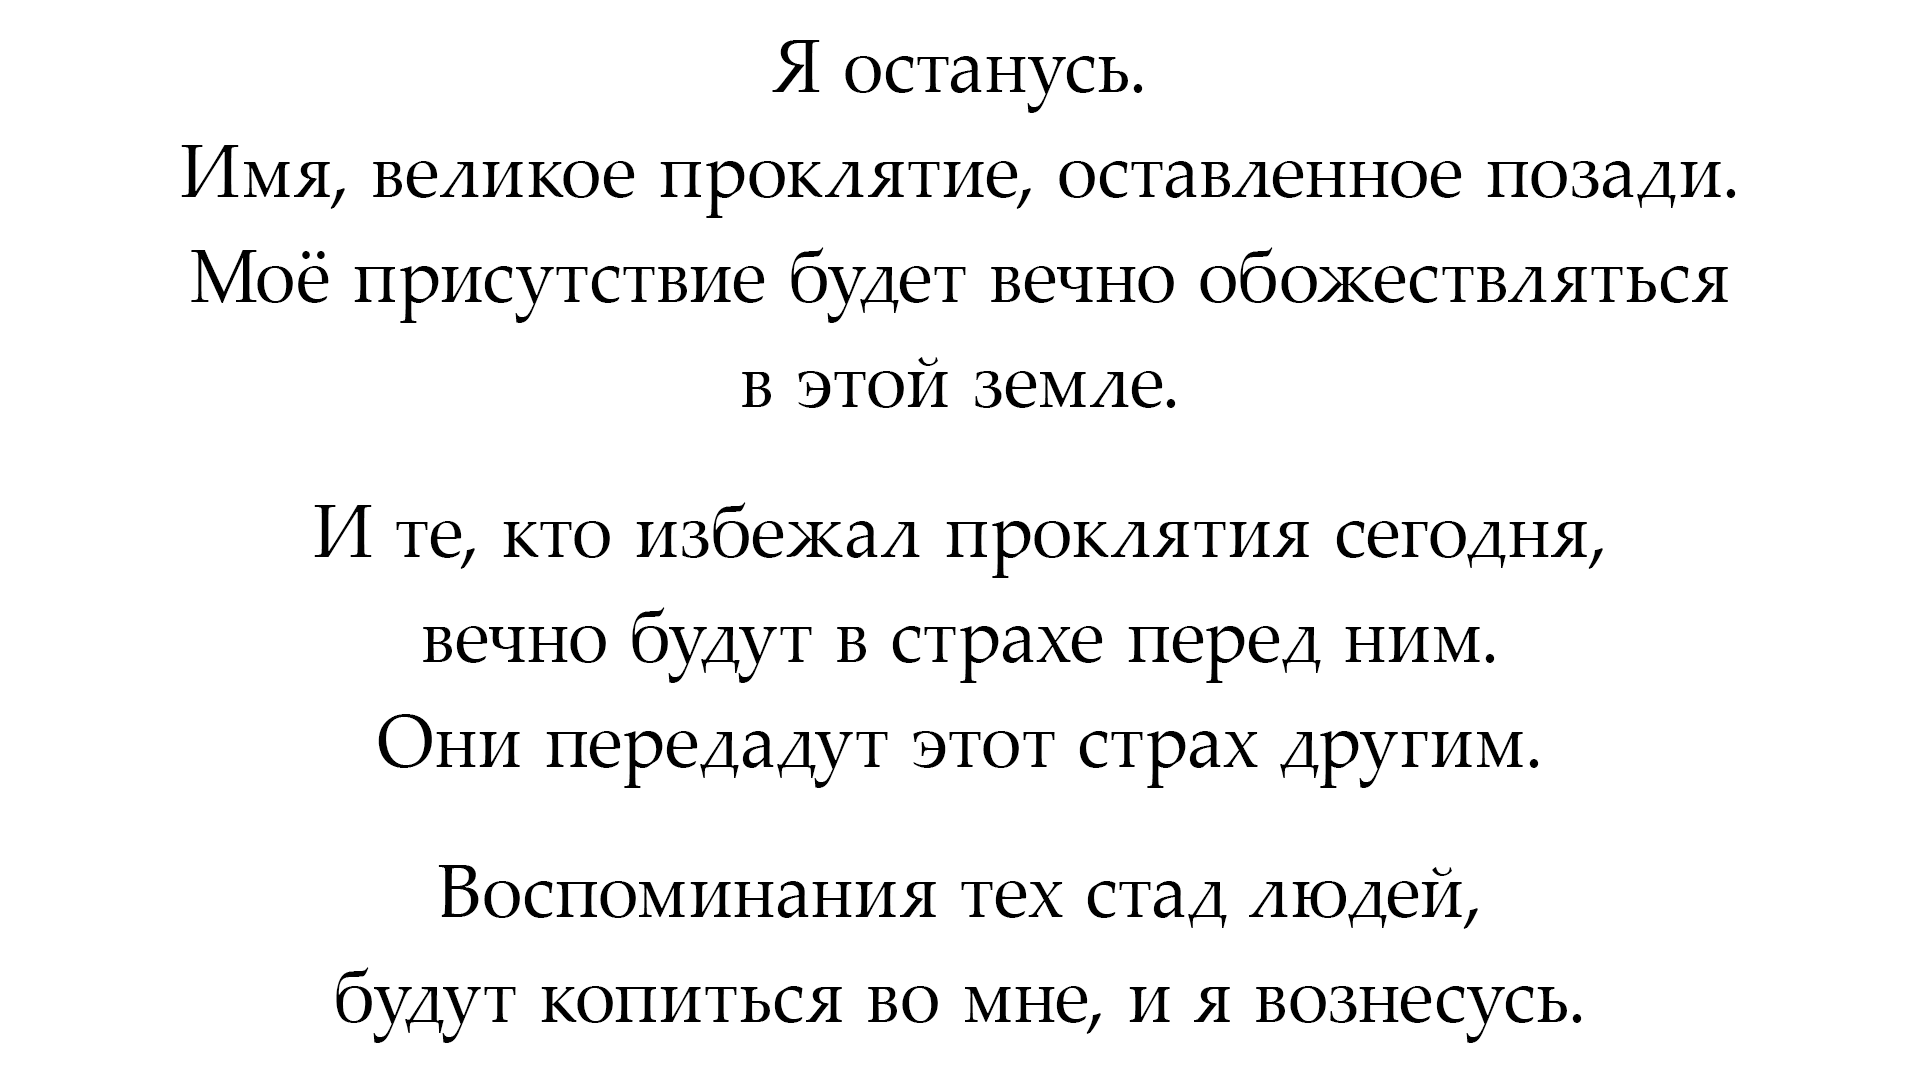 Я останусь.
Имя, великое проклятие, оставленное позади.
Моё присутствие будет вечно обожествляться
в этой земле.
И те, кто избежал проклятия сегодня,
вечно будут в страхе перед ним.
Они передадут этот страх другим.
Воспоминания тех стад людей,
будут копиться во мне, и я вознесусь.